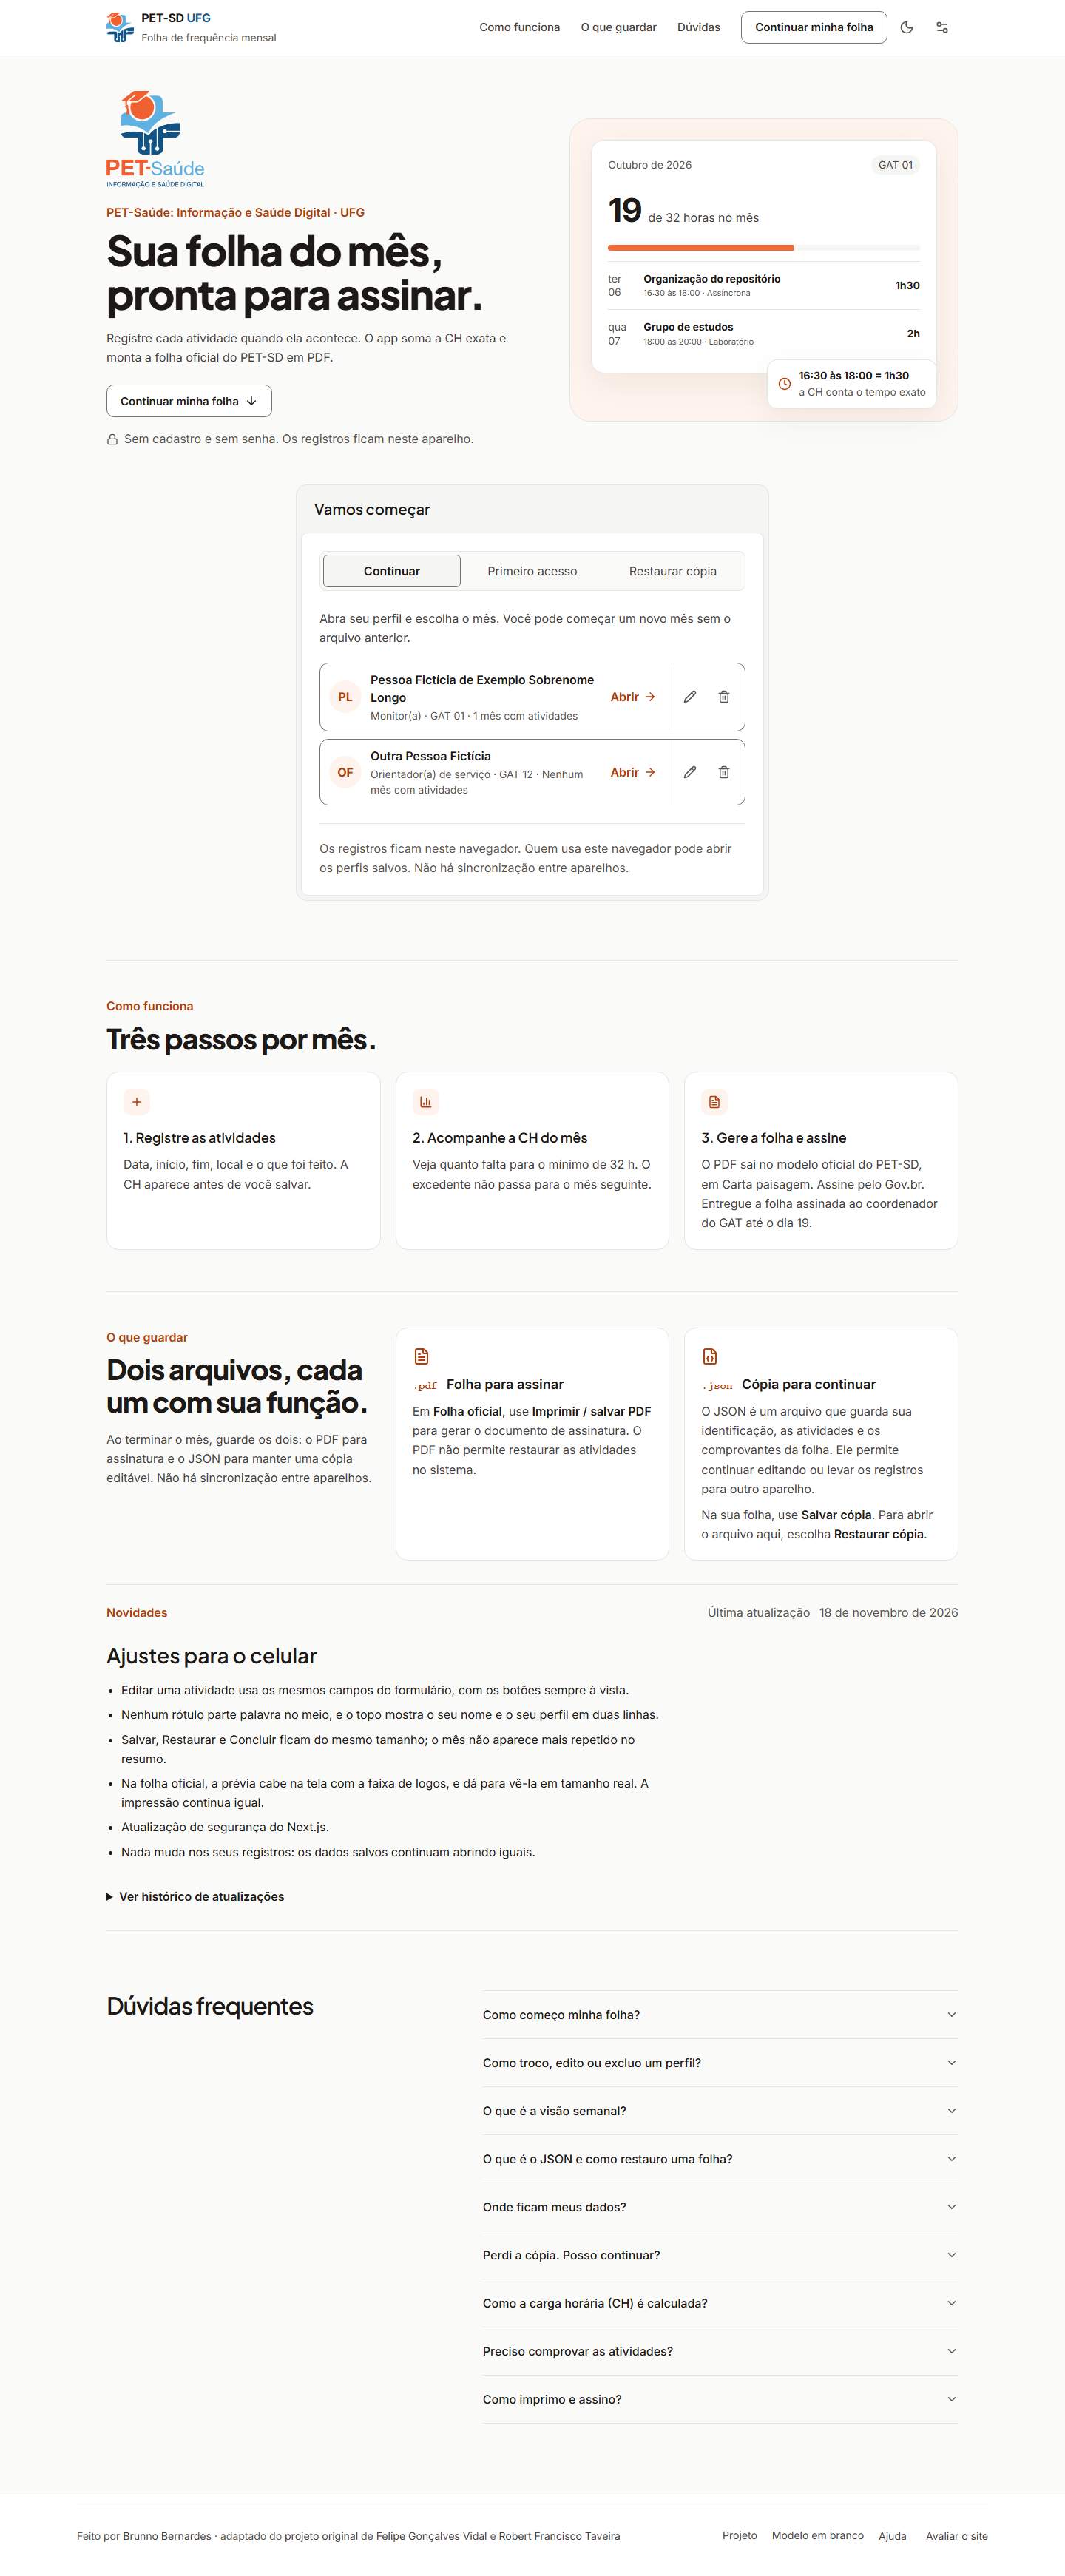 PET-SD UFG
Folha de frequência mensal
Como funciona
O que guardar
Dúvidas
Continuar minha folha
PET-Saúde
INFORMAÇÃO E SAÚDE DIGITAL
PET-Saúde: Informação e Saúde Digital · UFG
Sua folha do mês,
pronta para assinar.
Registre cada atividade quando ela acontece. O app soma a CH exata e
monta a folha oficial do PET-SD em PDF.
Continuar minha folha
Sem cadastro e sem senha. Os registros ficam neste aparelho.
Outubro de 2026
GAT 01
19 de 32 horas no mês
ter
06
Organização do repositório
16:30 às 18:00 · Assíncrona
1h30
qua
07
Grupo de estudos
18:00 às 20:00 · Laboratório
2h
16:30 às 18:00 = 1h30
a CH conta o tempo exato
Vamos começar
Continuar
Primeiro acesso
Restaurar cópia
Abra seu perfil e escolha o mês. Você pode começar um novo mês sem o
arquivo anterior.
PL
Pessoa Fictícia de Exemplo Sobrenome
Longo
Monitor(a) · GAT 01 · 1 mês com atividades
Abrir
OF
Outra Pessoa Fictícia
Orientador(a) de serviço · GAT 12 · Nenhum
mês com atividades
Abrir
Os registros ficam neste navegador. Quem usa este navegador pode abrir
os perfis salvos. Não há sincronização entre aparelhos.
Como funciona
Três passos por mês.
1. Registre as atividades
Data, início, fim, local e o que foi feito. A
CH aparece antes de você salvar.
2. Acompanhe a CH do mês
Veja quanto falta para o mínimo de 32 h. O
excedente não passa para o mês seguinte.
3. Gere a folha e assine
O PDF sai no modelo oficial do PET-SD,
em Carta paisagem. Assine pelo Gov.br.
Entregue a folha assinada ao coordenador
do GAT até o dia 19.
O que guardar
Dois arquivos, cada
um com sua função.
Ao terminar o mês, guarde os dois: o PDF para
assinatura e o JSON para manter uma cópia
editável. Não há sincronização entre aparelhos.
.pdf Folha para assinar
Em Folha oficial, use Imprimir / salvar PDF
para gerar o documento de assinatura. O
PDF não permite restaurar as atividades
no sistema.
.json Cópia para continuar
O JSON é um arquivo que guarda sua
identificação, as atividades e os
comprovantes da folha. Ele permite
continuar editando ou levar os registros
para outro aparelho.
Na sua folha, use Salvar cópia. Para abrir
o arquivo aqui, escolha Restaurar cópia.
Novidades
Última atualização 18 de novembro de 2026
Ajustes para o celular
• Editar uma atividade usa os mesmos campos do formulário, com os botões sempre à vista.
• Nenhum rótulo parte palavra no meio, e o topo mostra o seu nome e o seu perfil em duas linhas.
• Salvar, Restaurar e Concluir ficam do mesmo tamanho; o mês não aparece mais repetido no
resumo.
• Na folha oficial, a prévia cabe na tela com a faixa de logos, e dá para vê-la em tamanho real. A
impressão continua igual.
• Atualização de segurança do Next.js.
• Nada muda nos seus registros: os dados salvos continuam abrindo iguais.
Ver histórico de atualizações
Dúvidas frequentes
Como começo minha folha?
Como troco, edito ou excluo um perfil?
O que é a visão semanal?
O que é o JSON e como restauro uma folha?
Onde ficam meus dados?
Perdi a cópia. Posso continuar?
Como a carga horária (CH) é calculada?
Preciso comprovar as atividades?
Como imprimo e assino?
Feito por Brunno Bernardes · adaptado do projeto original de Felipe Gonçalves Vidal e Robert Francisco Taveira
Projeto
Modelo em branco
Ajuda
Avaliar o site